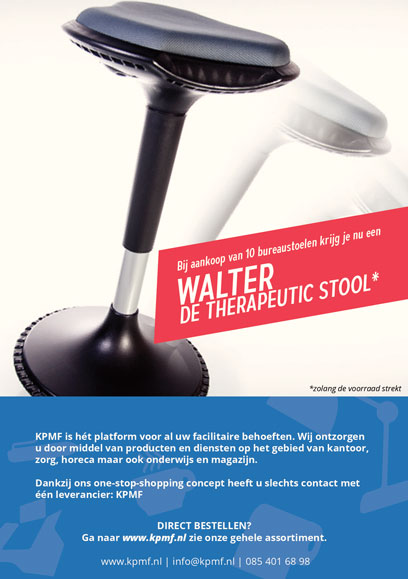 Bij aankoop van 10 bureaustoelen krijg je nu een
WALTER
DE THERAPEUTIC STOOL*
*zolang de voorraad strekt
KPMF is hét platform voor al uw facilitaire behoeften. Wij ontzorgen
u door middel van producten en diensten op het gebied van kantoor,
zorg, horeca maar ook onderwijs en magazijn.
Dankzij ons one-stop-shopping concept heeft u slechts contact met
één leverancier: KPMF
DIRECT BESTELLEN?
Ga naar www.kpmf.nl zie onze gehele assortiment.
www.kpmf.nl | info@kpmf.nl | 085 401 68 98